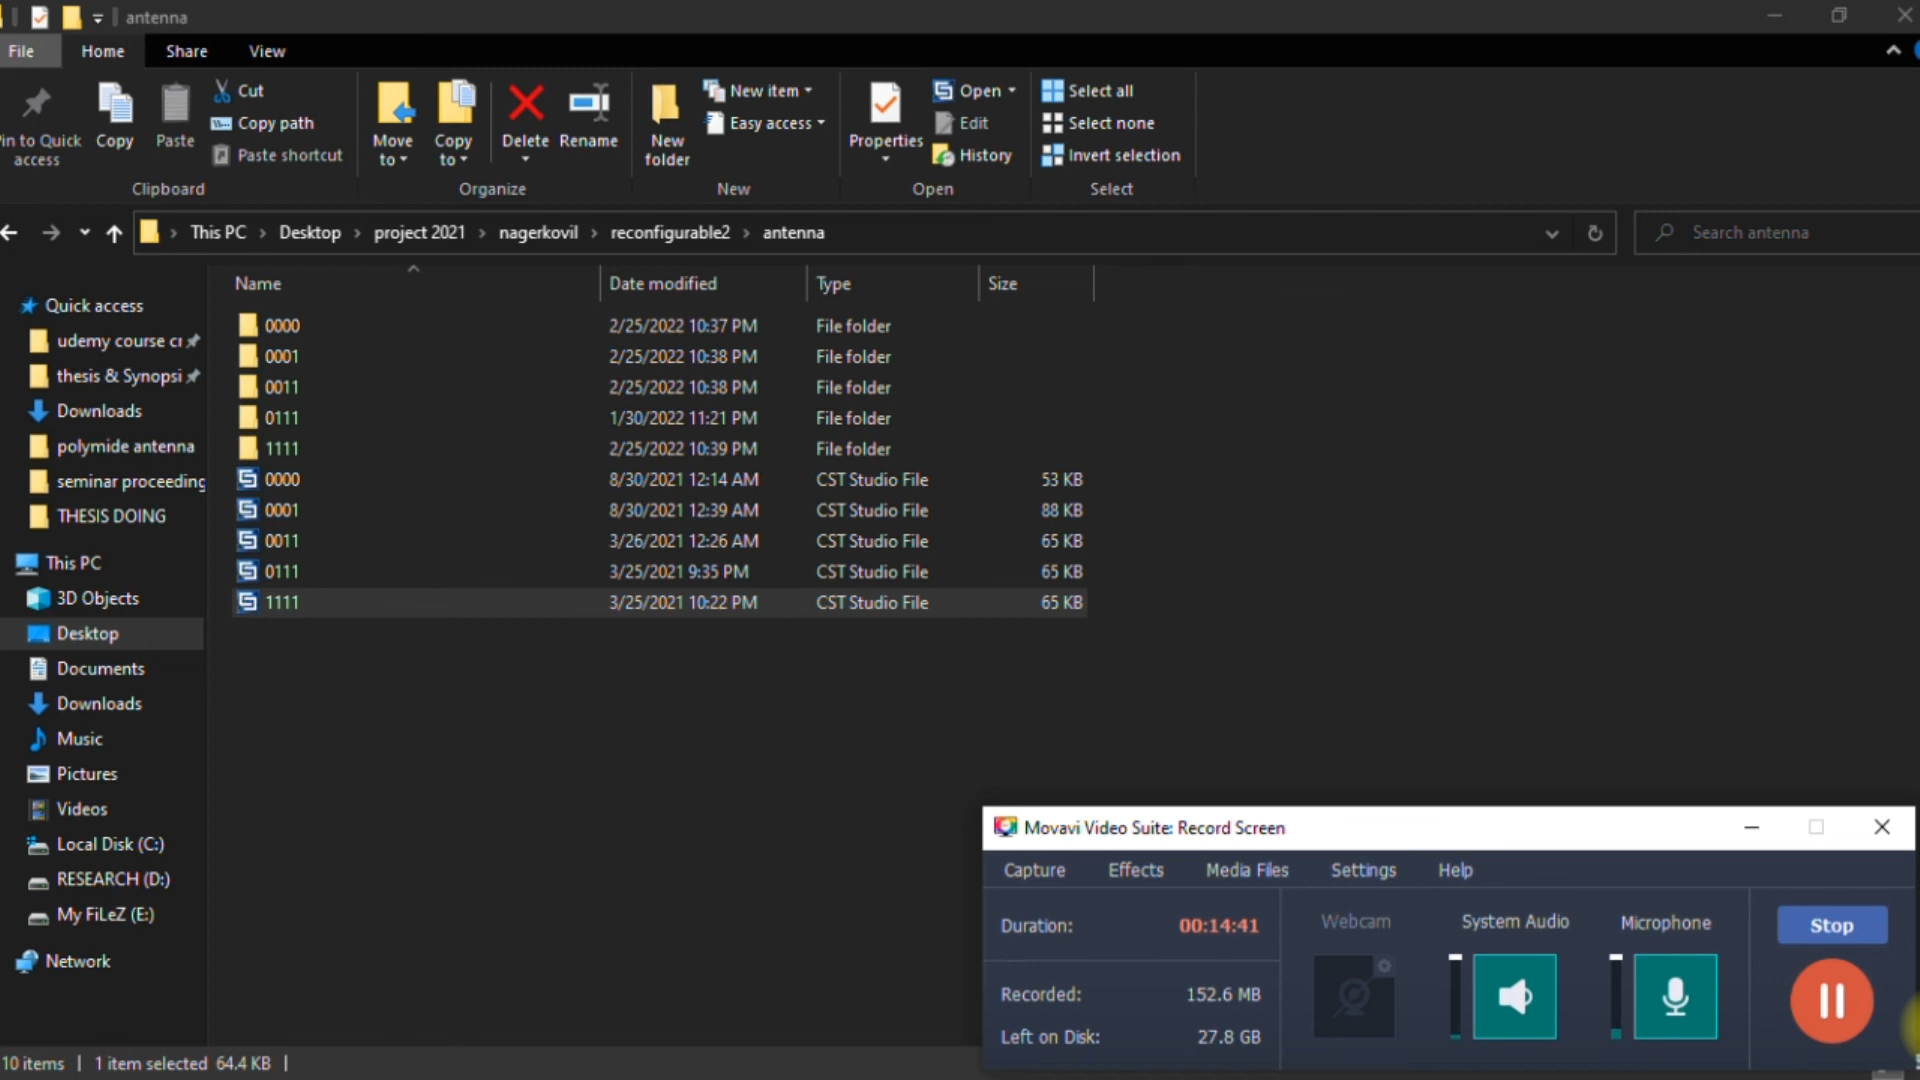 antenna
File Home Share View
Pin to Quick access
Copy
Paste
Cut
Copy path
Paste shortcut
Clipboard
Move to
Copy to
Delete
Rename
Organize
New folder
New item
Easy access
New
Properties
Open
Edit
History
Open
Select all
Select none
Invert selection
Select
This PC > Desktop > project 2021 > nagerkovil > reconfigurable2 > antenna
Search antenna
Name Date modified Type Size
0000 2/25/2022 10:37 PM File folder
0001 2/25/2022 10:38 PM File folder
0011 2/25/2022 10:38 PM File folder
0111 1/30/2022 11:21 PM File folder
1111 2/25/2022 10:39 PM File folder
0000 8/30/2021 12:14 AM CST Studio File 53 KB
0001 8/30/2021 12:39 AM CST Studio File 88 KB
0011 3/26/2021 12:26 AM CST Studio File 65 KB
0111 3/25/2021 9:35 PM CST Studio File 65 KB
1111 3/25/2021 10:22 PM CST Studio File 65 KB
Quick access
udemy course cr
thesis & Synopsi
Downloads
polymide antenna
seminar proceeding
THESIS DOING
This PC
3D Objects
Desktop
Documents
Downloads
Music
Pictures
Videos
Local Disk (C:)
RESEARCH (D:)
My FiLeZ (E:)
Network
10 items | 1 item selected 64.4 KB |
Movavi Video Suite: Record Screen
Capture Effects Media Files Settings Help
Duration: 00:14:41
Recorded: 152.6 MB
Left on Disk: 27.8 GB
Webcam
System Audio
Microphone
Stop